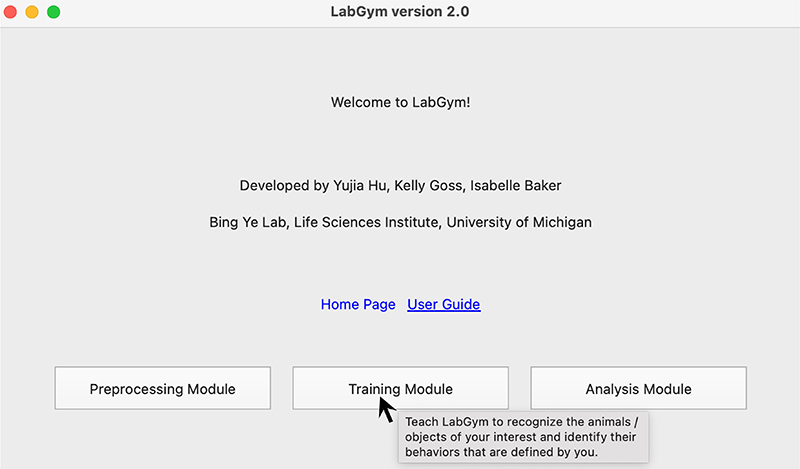 LabGym version 2.0
Welcome to LabGym!
Developed by Yujia Hu, Kelly Goss, Isabelle Baker
Bing Ye Lab, Life Sciences Institute, University of Michigan
Home Page User Guide
Preprocessing Module Training Module Analysis Module
Teach LabGym to recognize the animals /
objects of your interest and identify their
behaviors that are defined by you.